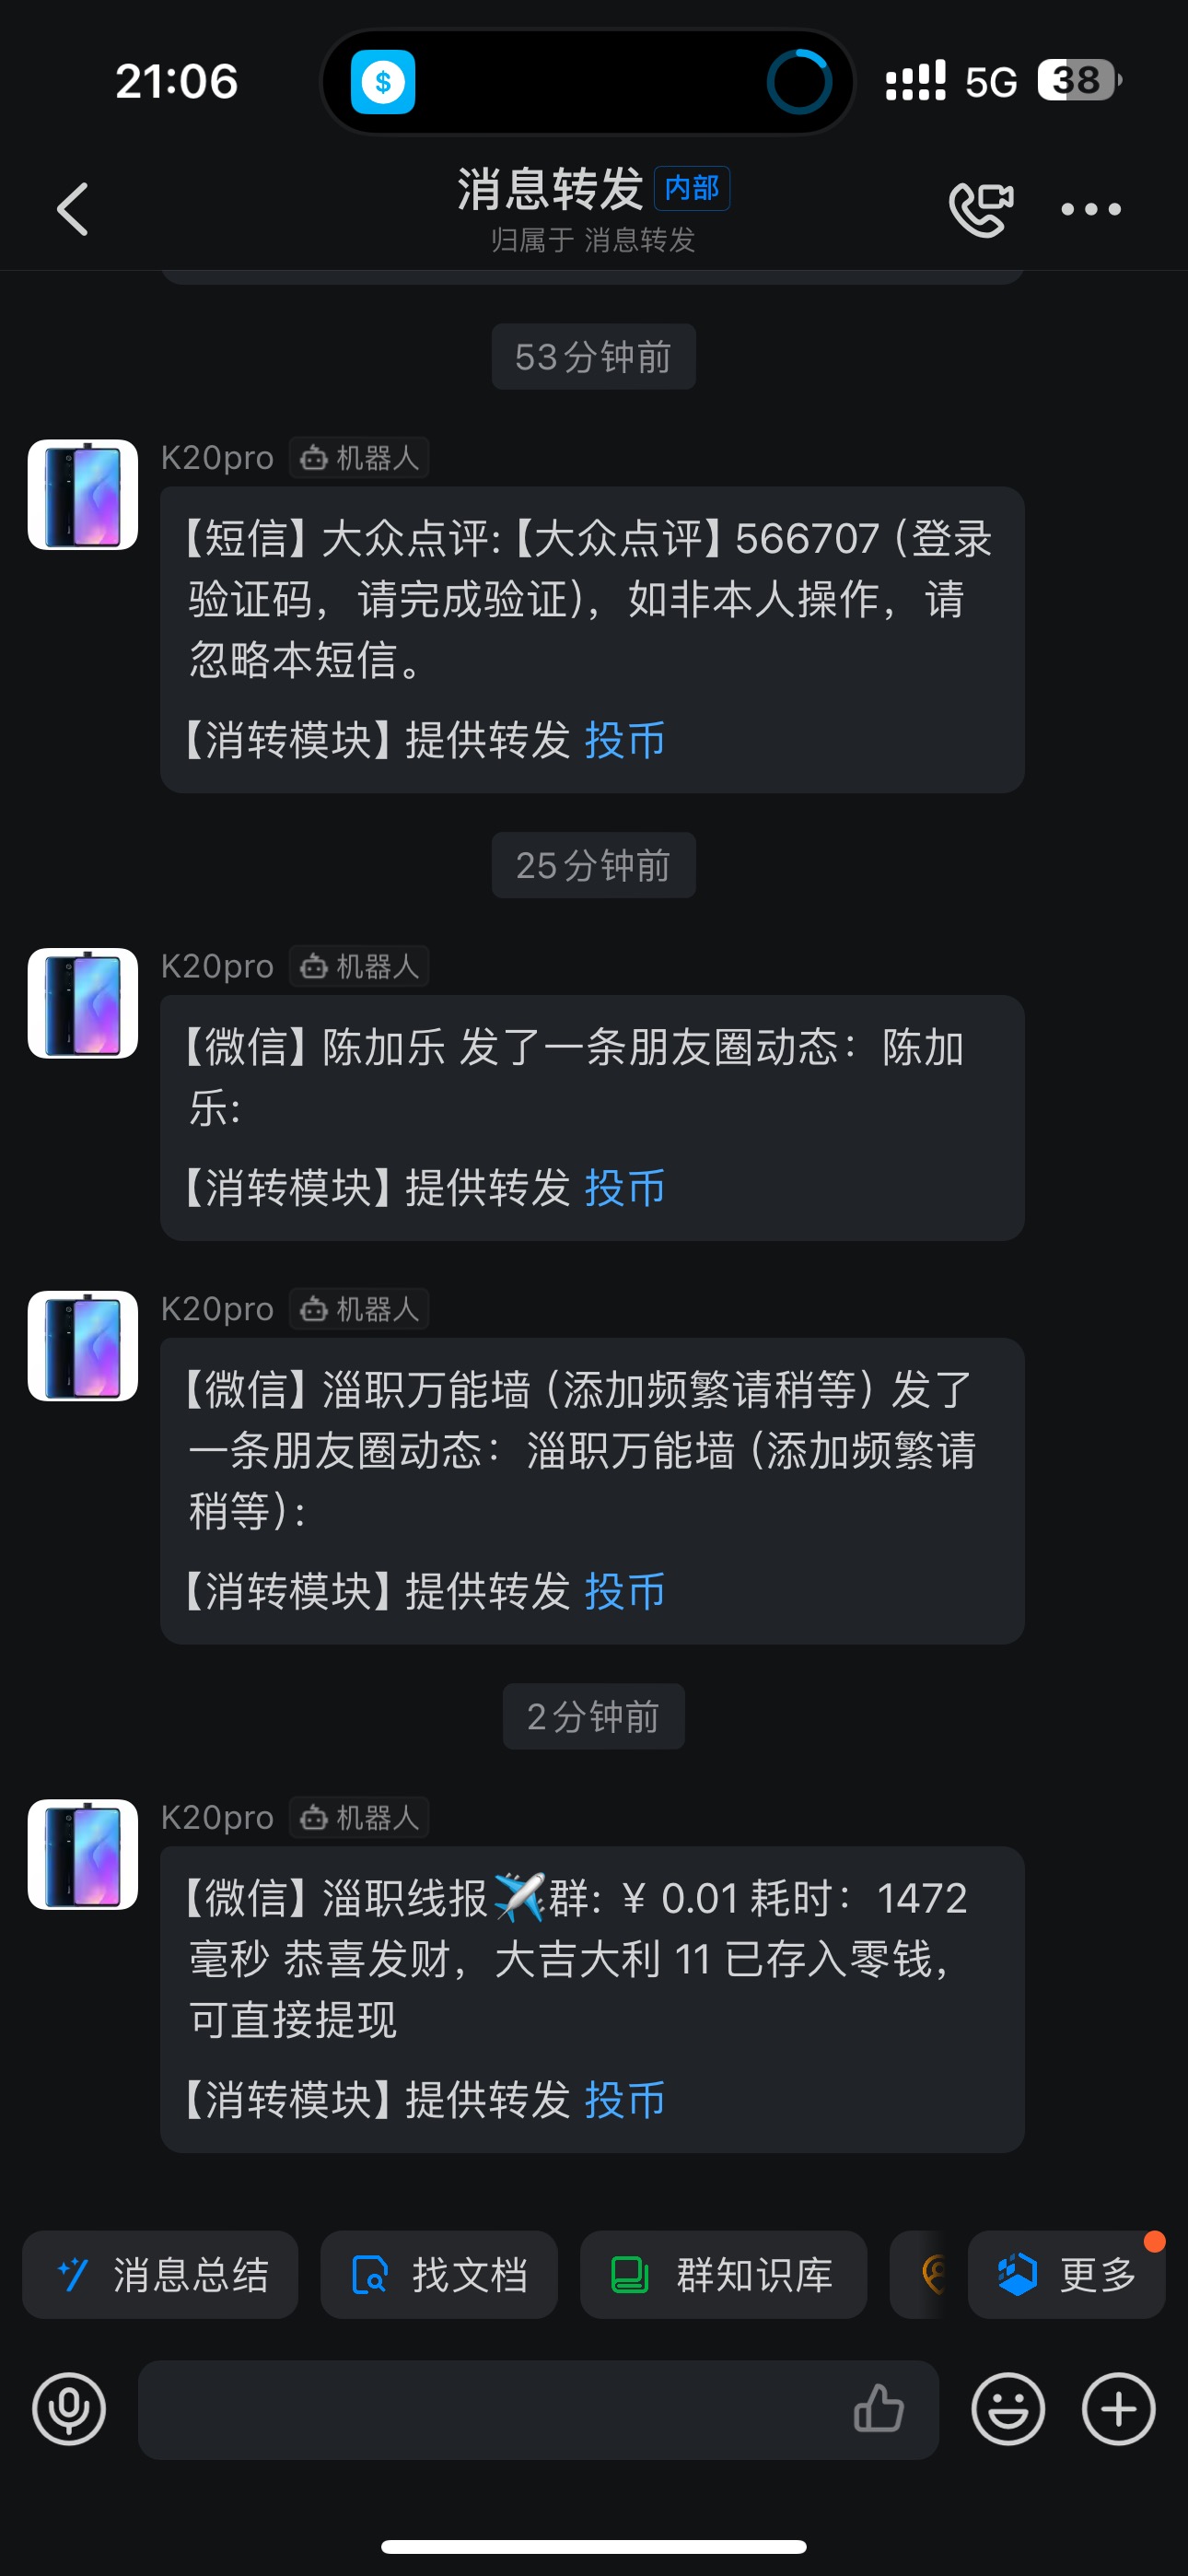 21:06
5G
38
消息转发 内部
归属于 消息转发
53分钟前
K20pro 机器人
【短信】大众点评:【大众点评】566707（登录
验证码，请完成验证），如非本人操作，请
忽略本短信。
【消转模块】提供转发 投币
25分钟前
K20pro 机器人
【微信】陈加乐 发了一条朋友圈动态：陈加
乐:
【消转模块】提供转发 投币
K20pro 机器人
【微信】淄职万能墙（添加频繁请稍等）发了
一条朋友圈动态：淄职万能墙（添加频繁请
稍等）:
【消转模块】提供转发 投币
2分钟前
K20pro 机器人
【微信】淄职线报✈️群: ￥ 0.01 耗时：1472
毫秒 恭喜发财，大吉大利 11 已存入零钱，
可直接提现
【消转模块】提供转发 投币
消息总结 找文档 群知识库 更多